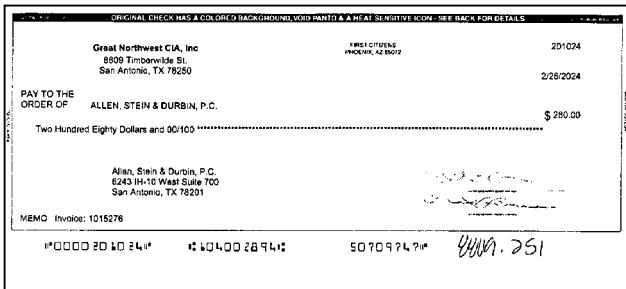 ORIGINAL CHECK HAS A COLORED BACKGROUND, VOID PANTO & A HEAT SENSITIVE ICON - SEE BACK FOR DETAILS
Great Northwest CIA, Inc
8809 Timberwilde St.
San Antonio, TX 78250
FIRST CITIZENS
PHOENIX, AZ 85072
201024
2/26/2024
PAY TO THE
ORDER OF ALLEN, STEIN & DURBIN, P.C.
$ 280.00
Two Hundred Eighty Dollars and 00/100
Allen, Stein & Durbin, P.C.
6243 IH-10 West Suite 700
San Antonio, TX 78201
MEMO Invoice: 1015276
⑈0000201024⑈ ⑆104002894⑆ 50709747⑈